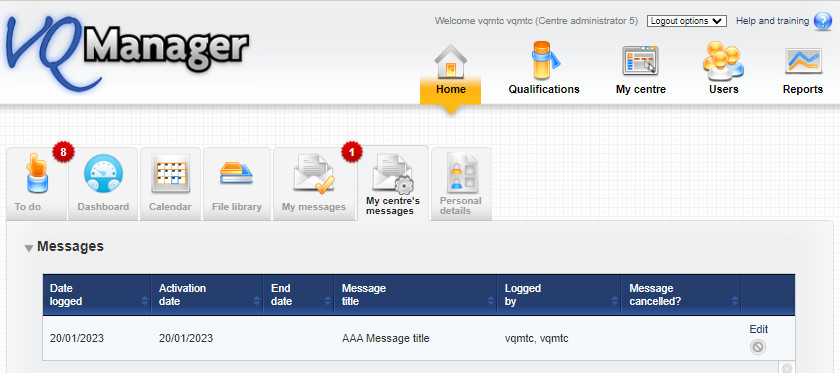 VQManager
Welcome vqmtc vqmtc (Centre administrator 5)
Logout options
Help and training
?
Home
Qualifications
My centre
Users
Reports
8
1
To do
Dashboard
Calendar
File library
My messages
My centre's
messages
Personal
details
Messages
Date
logged
Activation
date
End
date
Message
title
Logged
by
Message
cancelled?
20/01/2023
20/01/2023
AAA Message title
vqmtc, vqmtc
Edit